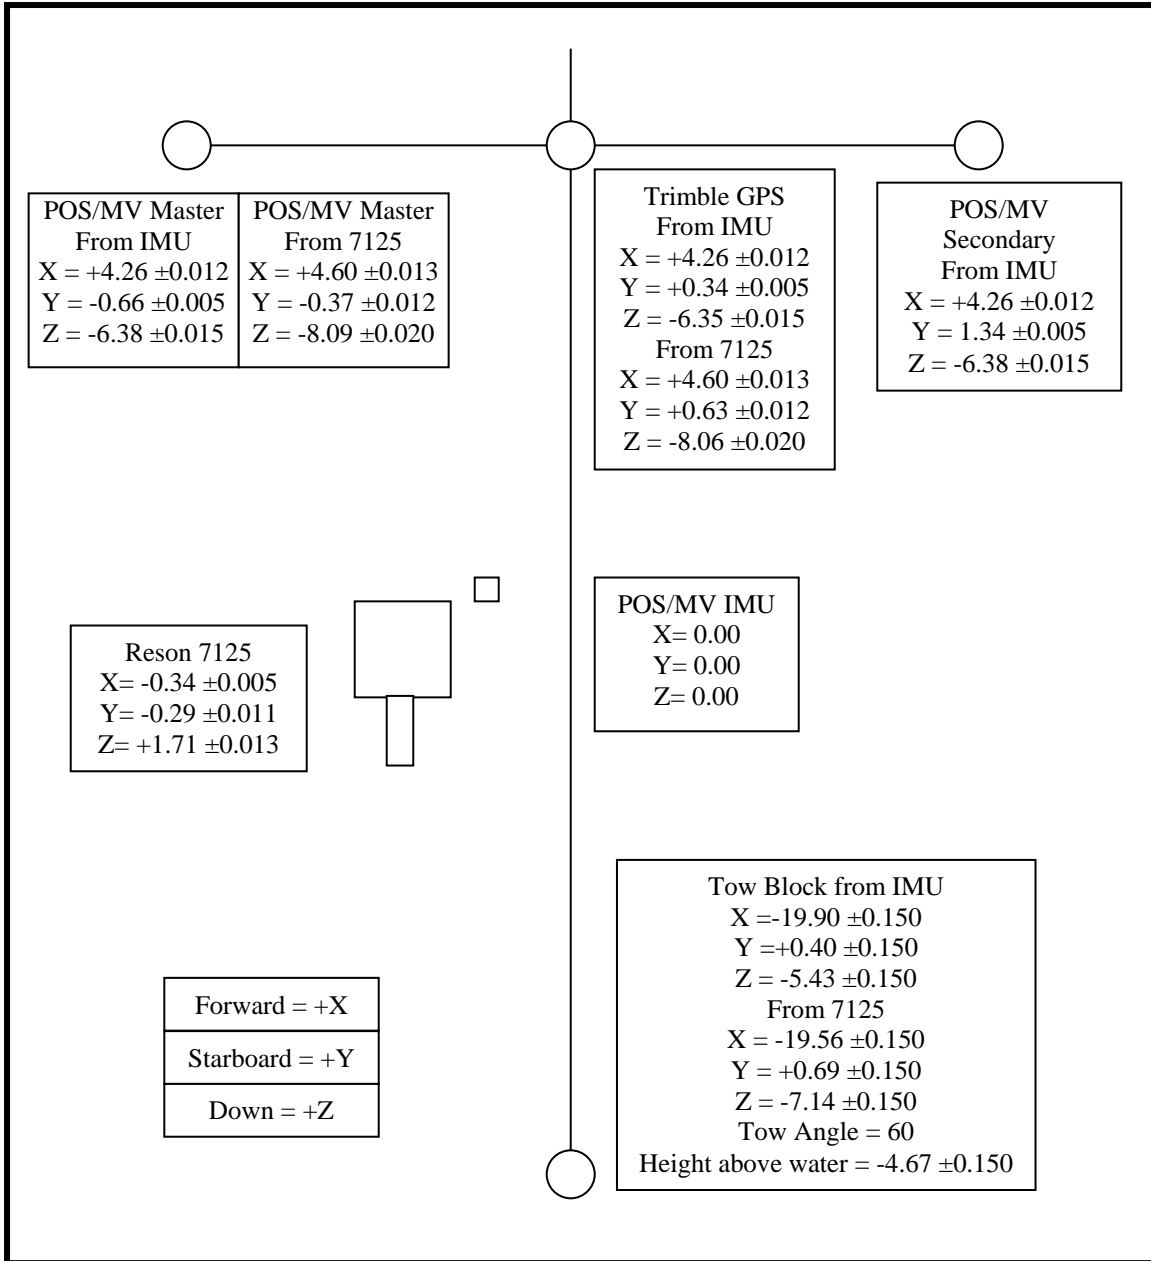 POS/MV Master
From IMU
X = +4.26 ±0.012
Y = -0.66 ±0.005
Z = -6.38 ±0.015
POS/MV Master
From 7125
X = +4.60 ±0.013
Y = -0.37 ±0.012
Z = -8.09 ±0.020
Trimble GPS
From IMU
X = +4.26 ±0.012
Y = +0.34 ±0.005
Z = -6.35 ±0.015
From 7125
X = +4.60 ±0.013
Y = +0.63 ±0.012
Z = -8.06 ±0.020
POS/MV
Secondary
From IMU
X = +4.26 ±0.012
Y = 1.34 ±0.005
Z = -6.38 ±0.015
Reson 7125
X= -0.34 ±0.005
Y= -0.29 ±0.011
Z= +1.71 ±0.013
POS/MV IMU
X= 0.00
Y= 0.00
Z= 0.00
Tow Block from IMU
X =-19.90 ±0.150
Y =+0.40 ±0.150
Z = -5.43 ±0.150
From 7125
X = -19.56 ±0.150
Y = +0.69 ±0.150
Z = -7.14 ±0.150
Tow Angle = 60
Height above water = -4.67 ±0.150
Forward = +X
Starboard = +Y
Down = +Z